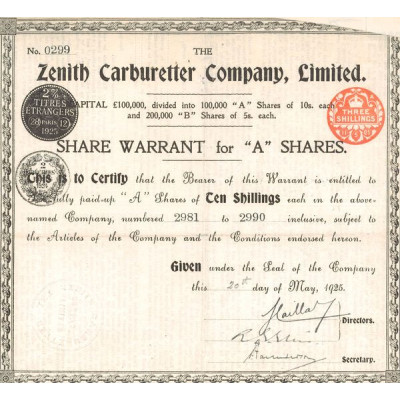 No. 0299
THE
Zenith Carburetter Company, Limited.
CAPITAL £100,000, divided into 100,000 "A" Shares of 10s. each
and 200,000 "B" Shares of 5s. each.
2%
TITRES
ETRANGERS
PARIS
1925
THREE
SHILLINGS
SHARE WARRANT for "A" SHARES.
This is to Certify that the Bearer of this Warrant is entitled to
fully paid-up "A" Shares of Ten Shillings each in the above-
named Company, numbered 2981 to 2990 inclusive, subject to
the Articles of the Company and the Conditions endorsed hereon.
Given under the Seal of the Company
this 20th day of May, 1925.
Directors.
Secretary.